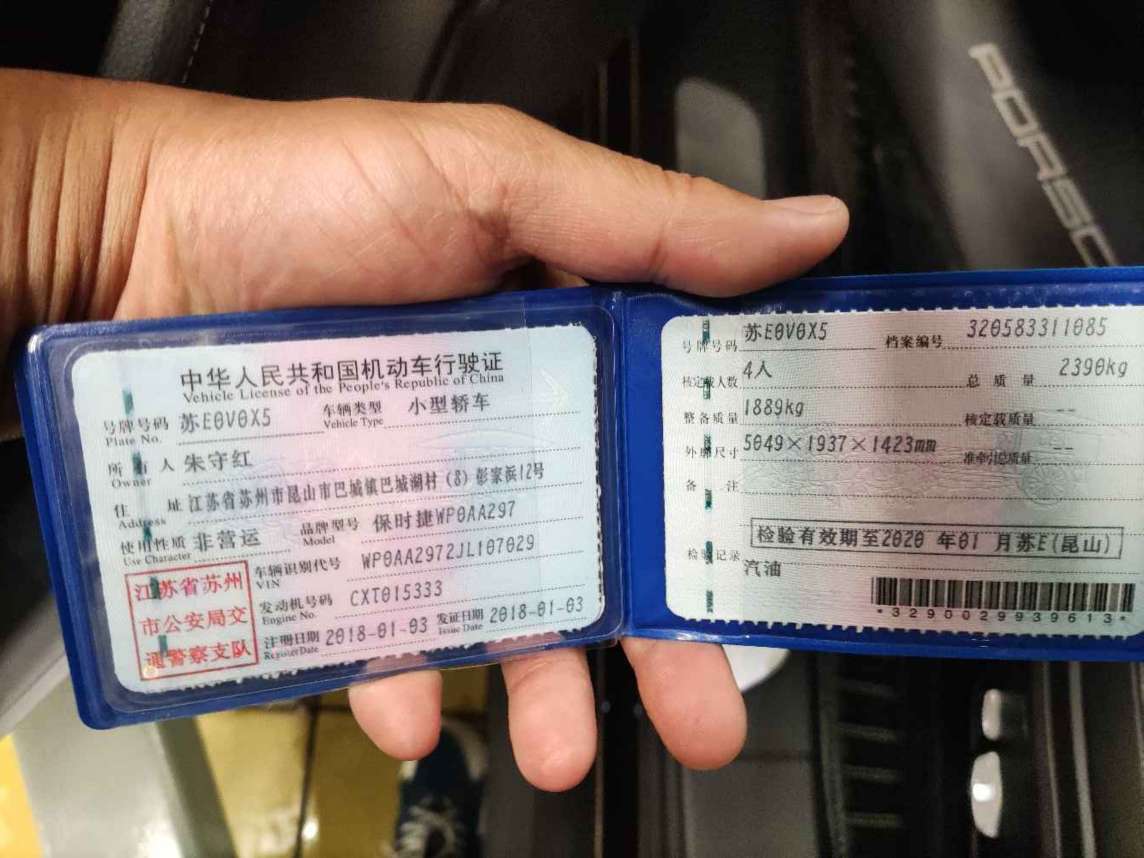 中华人民共和国机动车行驶证
Vehicle License of the People's Republic of China
号牌号码 苏E0V0X5 车辆类型 小型轿车
Plate No. Vehicle Type
所有人 朱守红
Owner
住址 江苏省苏州市昆山市巴城镇巴城湖村(8)彭家浜12号
Address
使用性质 非营运 品牌型号 保时捷WP0AA297
Use Character Model
江苏省苏州
市公安局交
通警察支队
车辆识别代号 WP0AA2972JL107029
VIN
发动机号码 CXT015333
Engine No.
注册日期 2018-01-03 发证日期 2018-01-03
Register Date Issue Date
号牌号码 苏E0V0X5 档案编号 320583311085
核定载人数 4人 总质量 2390kg
整备质量 1889kg 核定载质量 --
外廓尺寸 5049×1937×1423mm 准牵引总质量 --
备注
检验有效期至2020 年01 月苏E(昆山)
检验记录
汽油
*3290029939613*
PORSC